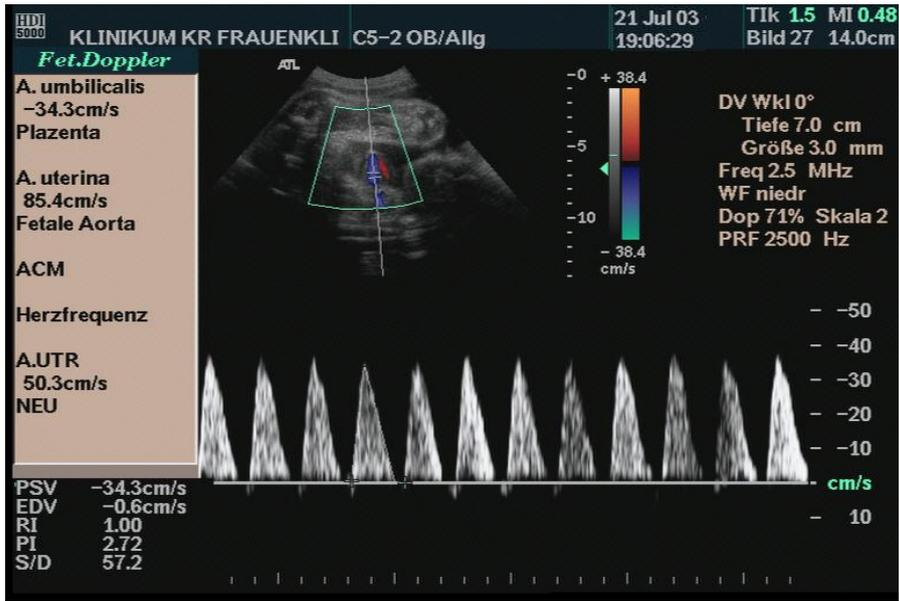 HDI
5000
KLINIKUM KR FRAUENKLI C5-2 OB/Allg
21 Jul 03
19:06:29
TIk 1.5 MI 0.48
Bild 27 14.0cm
Fet.Doppler
A. umbilicalis
-34.3cm/s
Plazenta
A. uterina
85.4cm/s
Fetale Aorta
ACM
Herzfrequenz
A.UTR
50.3cm/s
NEU
PSV -34.3cm/s
EDV -0.6cm/s
RI 1.00
PI 2.72
S/D 57.2
ATL
-0
-5
-10
+ 38.4
- 38.4
cm/s
DV Wkl 0°
Tiefe 7.0 cm
Größe 3.0 mm
Freq 2.5 MHz
WF niedr
Dop 71% Skala 2
PRF 2500 Hz
- -50
- -40
- -30
- -20
- -10
- cm/s
- 10